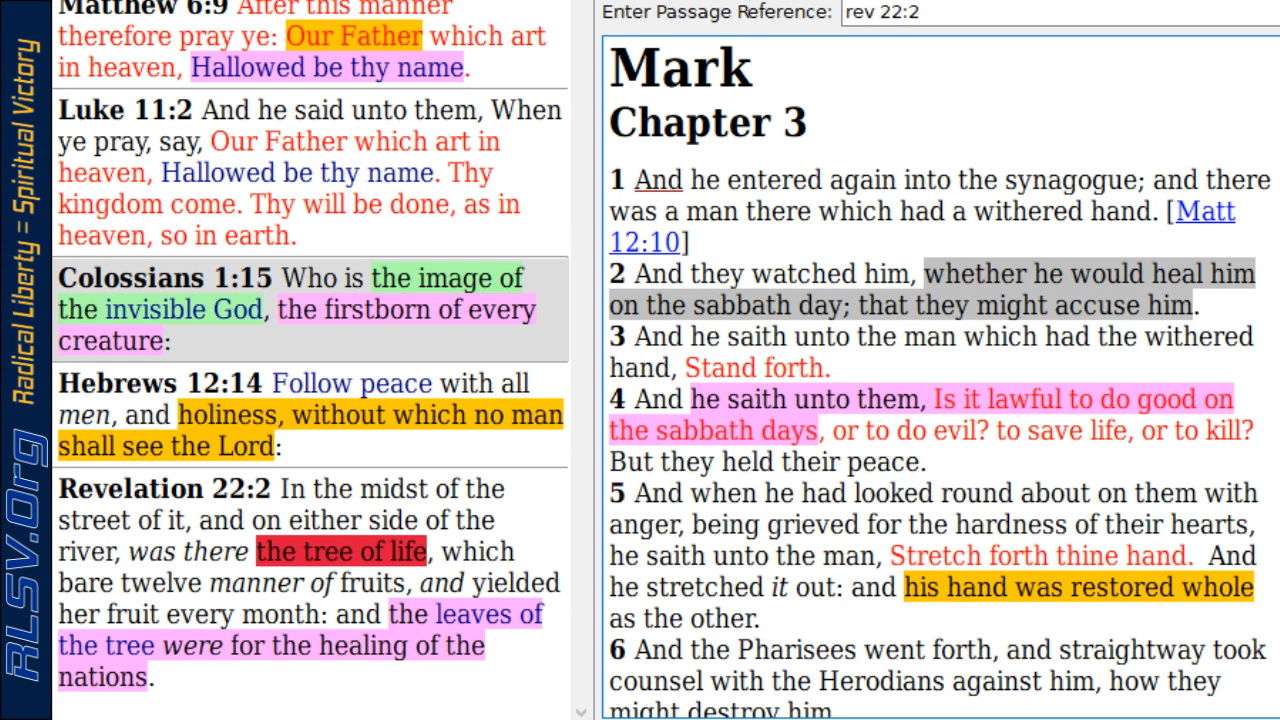 Radical Liberty = Spiritual Victory
RLSV.Org
Matthew 6:9 After this manner
therefore pray ye: Our Father which art
in heaven, Hallowed be thy name.
Luke 11:2 And he said unto them, When
ye pray, say, Our Father which art in
heaven, Hallowed be thy name. Thy
kingdom come. Thy will be done, as in
heaven, so in earth.
Colossians 1:15 Who is the image of
the invisible God, the firstborn of every
creature:
Hebrews 12:14 Follow peace with all
men, and holiness, without which no man
shall see the Lord:
Revelation 22:2 In the midst of the
street of it, and on either side of the
river, was there the tree of life, which
bare twelve manner of fruits, and yielded
her fruit every month: and the leaves of
the tree were for the healing of the
nations.
Enter Passage Reference: rev 22:2
Mark
Chapter 3
1 And he entered again into the synagogue; and there
was a man there which had a withered hand. [Matt
12:10]
2 And they watched him, whether he would heal him
on the sabbath day; that they might accuse him.
3 And he saith unto the man which had the withered
hand, Stand forth.
4 And he saith unto them, Is it lawful to do good on
the sabbath days, or to do evil? to save life, or to kill?
But they held their peace.
5 And when he had looked round about on them with
anger, being grieved for the hardness of their hearts,
he saith unto the man, Stretch forth thine hand. And
he stretched it out: and his hand was restored whole
as the other.
6 And the Pharisees went forth, and straightway took
counsel with the Herodians against him, how they
might destroy him